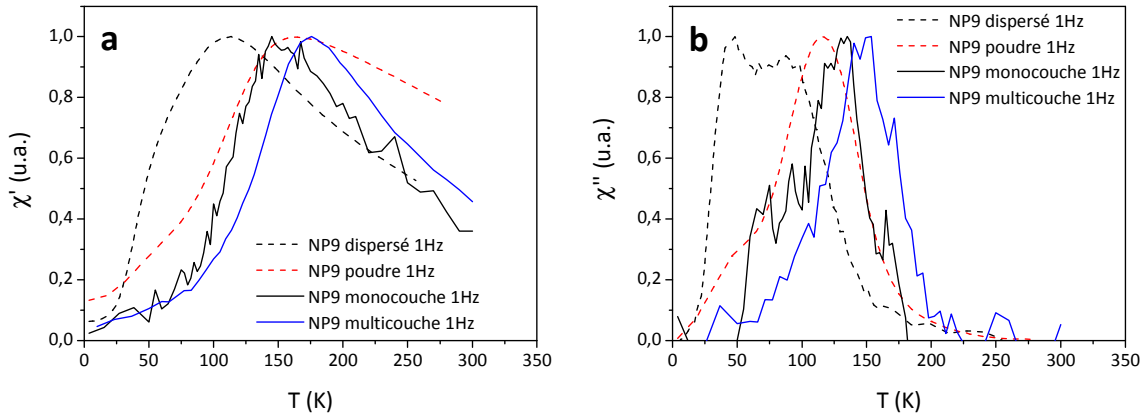 a
1,0
0,8
0,6
0,4
0,2
0,0
χ' (u.a.)
NP9 dispersé 1Hz
NP9 poudre 1Hz
NP9 monocouche 1Hz
NP9 multicouche 1Hz
0 50 100 150 200 250 300 350
T (K)
b
1,0
0,8
0,6
0,4
0,2
0,0
χ'' (u.a.)
NP9 dispersé 1Hz
NP9 poudre 1Hz
NP9 monocouche 1Hz
NP9 multicouche 1Hz
0 50 100 150 200 250 300 350
T (K)